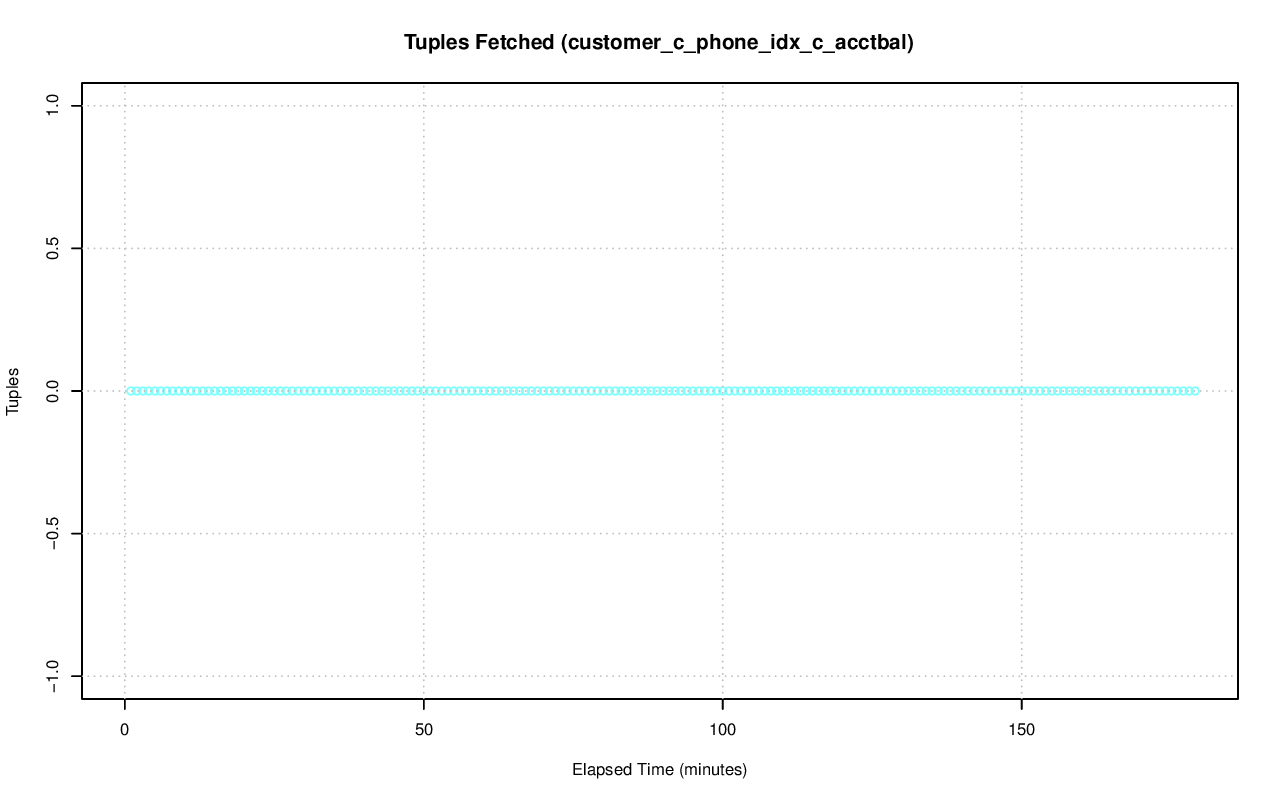 Tuples Fetched (customer_c_phone_idx_c_acctbal)
Tuples
1.0
0.5
0.0
−0.5
−1.0
0 50 100 150
Elapsed Time (minutes)